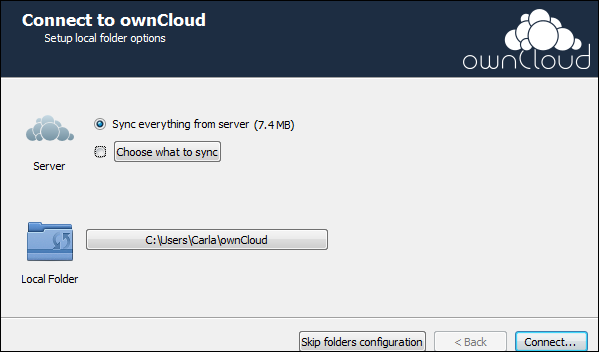 Connect to ownCloud
Setup local folder options
ownCloud
Sync everything from server (7.4 MB)
Choose what to sync
Server
C:\Users\Carla\ownCloud
Local Folder
Skip folders configuration
< Back
Connect...